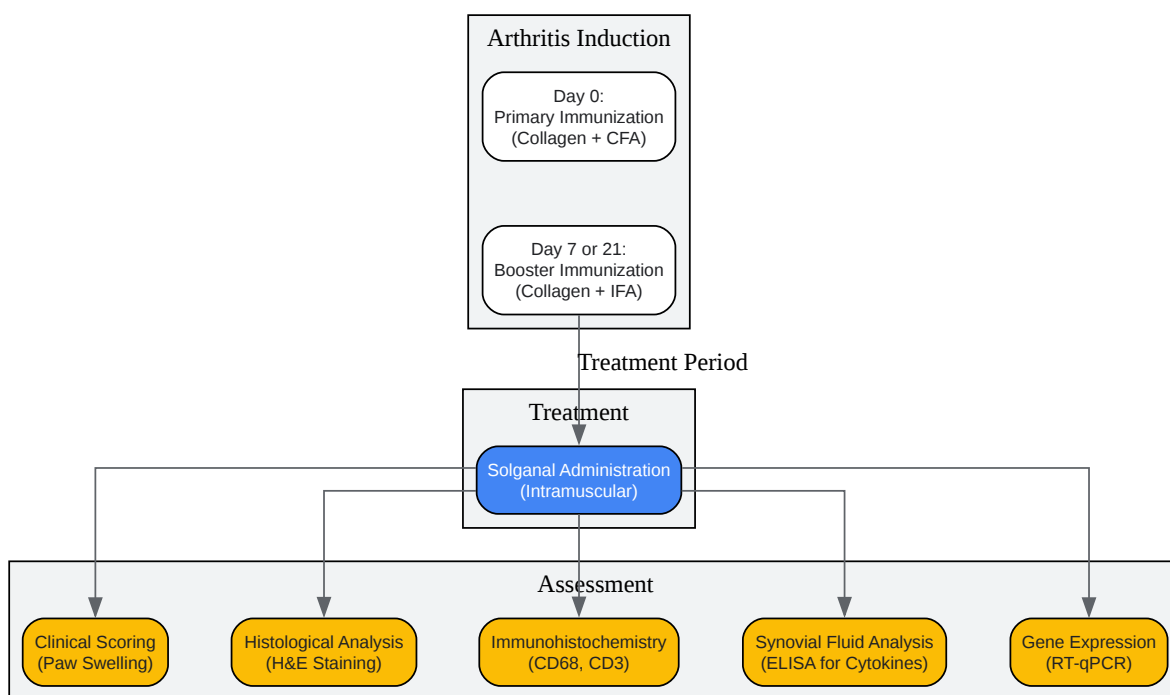 Arthritis Induction
Day 0:
Primary Immunization
(Collagen + CFA)
Day 7 or 21:
Booster Immunization
(Collagen + IFA)
Treatment Period
Treatment
Solganal Administration
(Intramuscular)
Assessment
Clinical Scoring
(Paw Swelling)
Histological Analysis
(H&E Staining)
Immunohistochemistry
(CD68, CD3)
Synovial Fluid Analysis
(ELISA for Cytokines)
Gene Expression
(RT-qPCR)